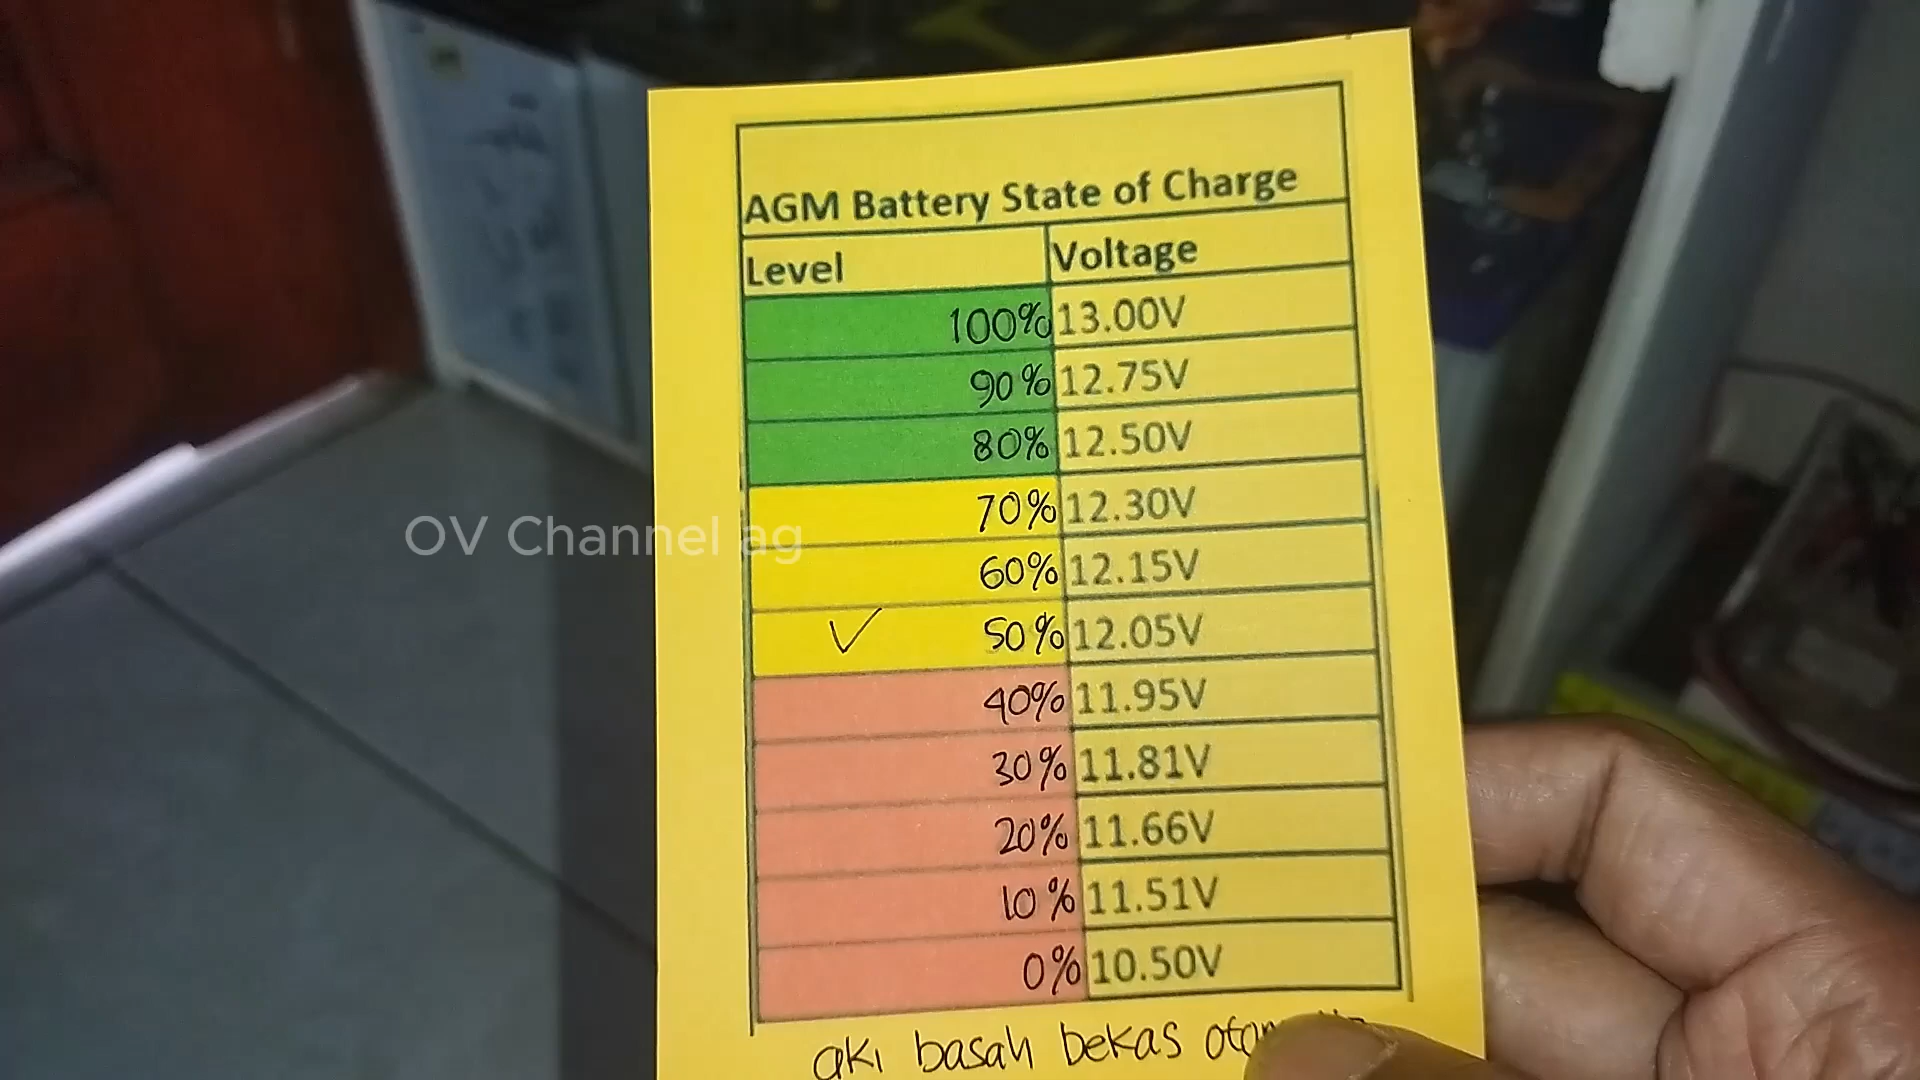 AGM Battery State of Charge
Level Voltage
100% 13.00V
90% 12.75V
80% 12.50V
70% 12.30V
OV Channel ag
60% 12.15V
50% 12.05V
40% 11.95V
30% 11.81V
20% 11.66V
10% 11.51V
0% 10.50V
aki basah bekas